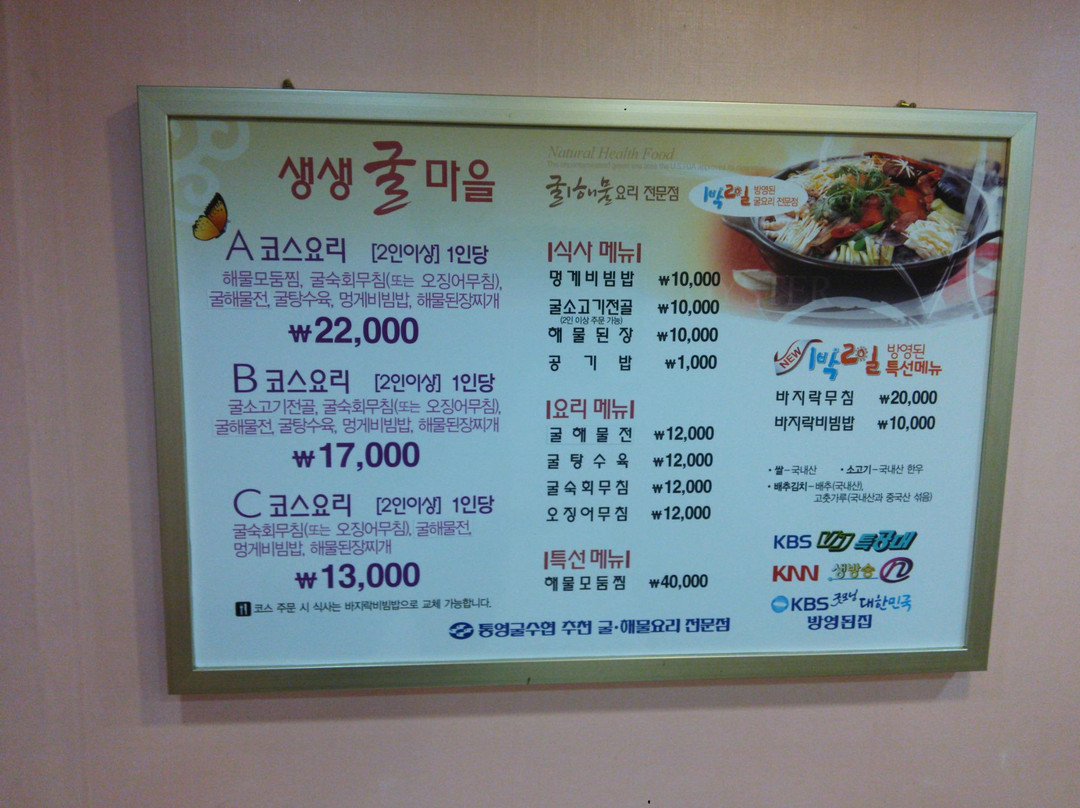 생생 굴 마을
A 코스요리 [2인이상] 1인당
해물모둠찜, 굴숙회무침(또는 오징어무침),
굴해물전, 굴탕수육, 멍게비빔밥, 해물된장찌개
₩22,000
B 코스요리 [2인이상] 1인당
굴소고기전골, 굴숙회무침(또는 오징어무침),
굴해물전, 굴탕수육, 멍게비빔밥, 해물된장찌개
₩17,000
C 코스요리 [2인이상] 1인당
굴숙회무침(또는 오징어무침), 굴해물전,
멍게비빔밥, 해물된장찌개
₩13,000
코스 주문 시 식사는 바지락비빔밥으로 교체 가능합니다.
Natural Health Food
굴해물요리 전문점
|식사 메뉴|
멍게비빔밥 ₩10,000
굴소고기전골 ₩10,000
(2인 이상 주문 가능)
해물된장 ₩10,000
공기밥 ₩1,000
|요리 메뉴|
굴해물전 ₩12,000
굴탕수육 ₩12,000
굴숙회무침 ₩12,000
오징어무침 ₩12,000
|특선 메뉴|
해물모둠찜 ₩40,000
1박2일 방영된
굴요리 전문점
NEW 1박2일 방영된
특선메뉴
바지락무침 ₩20,000
바지락비빔밥 ₩10,000
• 쌀-국내산 • 소고기-국내산 한우
• 배추김치-배추(국내산),
고춧가루(국내산과 중국산 섞음)
KBS VJ 특공대
KNN 생방송 n
KBS 굿모닝 대한민국
방영된집
통영굴수협 추천 굴·해물요리 전문점